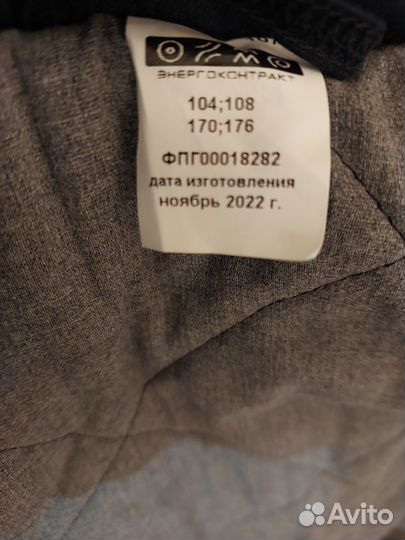 ЭНЕРГОКОНТРАКТ
104;108
170;176
ФПГ00018282
дата изготовления
ноябрь 2022 г.
Avito